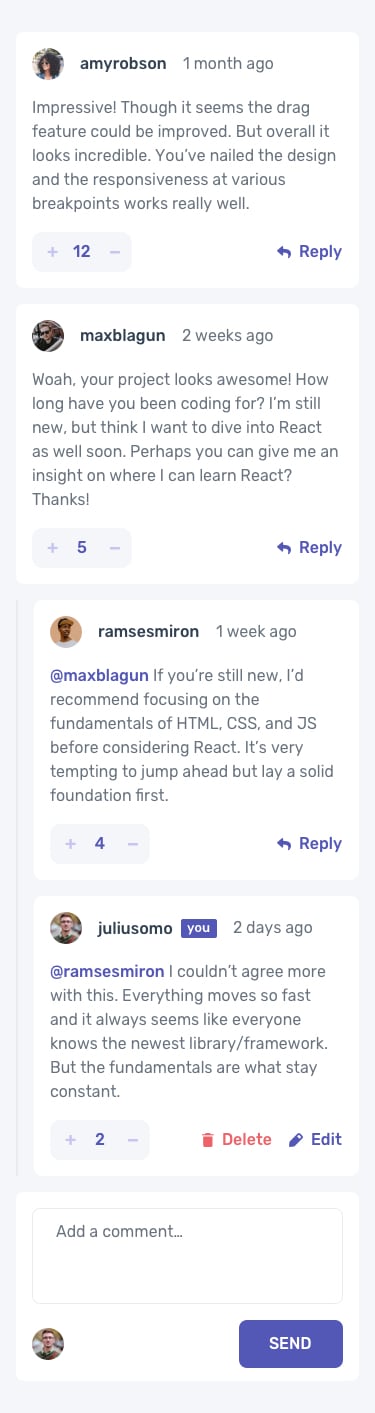 amyrobson 1 month ago
Impressive! Though it seems the drag
feature could be improved. But overall it
looks incredible. You’ve nailed the design
and the responsiveness at various
breakpoints works really well.
+ 12 − Reply
maxblagun 2 weeks ago
Woah, your project looks awesome! How
long have you been coding for? I’m still
new, but think I want to dive into React
as well soon. Perhaps you can give me an
insight on where I can learn React?
Thanks!
+ 5 − Reply
ramsesmiron 1 week ago
@maxblagun If you’re still new, I’d
recommend focusing on the
fundamentals of HTML, CSS, and JS
before considering React. It’s very
tempting to jump ahead but lay a solid
foundation first.
+ 4 − Reply
juliusomo you 2 days ago
@ramsesmiron I couldn’t agree more
with this. Everything moves so fast
and it always seems like everyone
knows the newest library/framework.
But the fundamentals are what stay
constant.
+ 2 − Delete Edit
Add a comment…
SEND